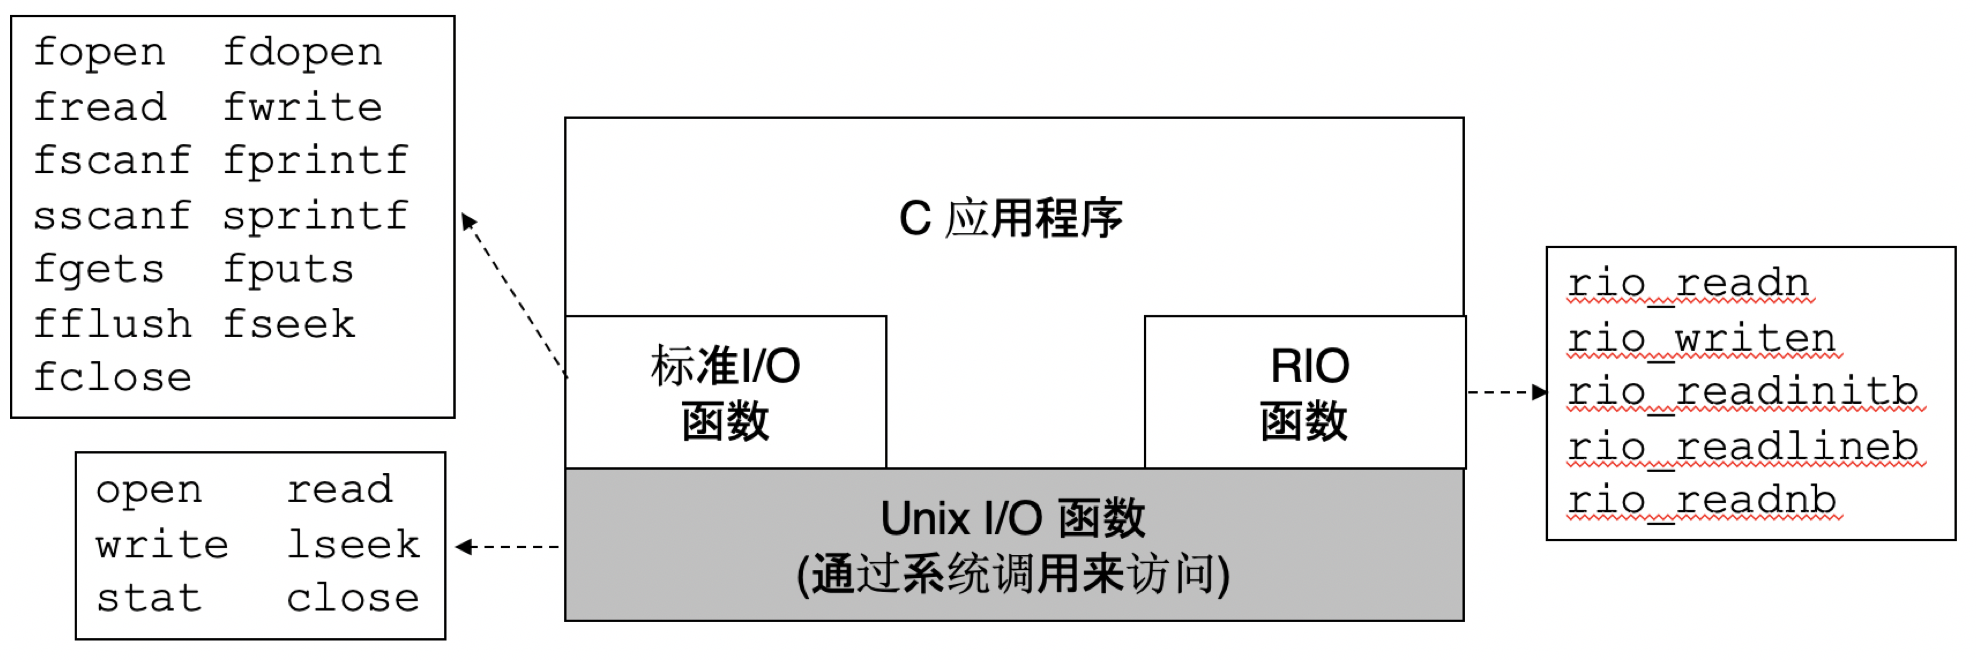 fopen fdopen
fread fwrite
fscanf fprintf
sscanf sprintf
fgets fputs
fflush fseek
fclose
open read
write lseek
stat close
C 应用程序
标准I/O
函数
RIO
函数
Unix I/O 函数
(通过系统调用来访问)
rio_readn
rio_writen
rio_readinitb
rio_readlineb
rio_readnb